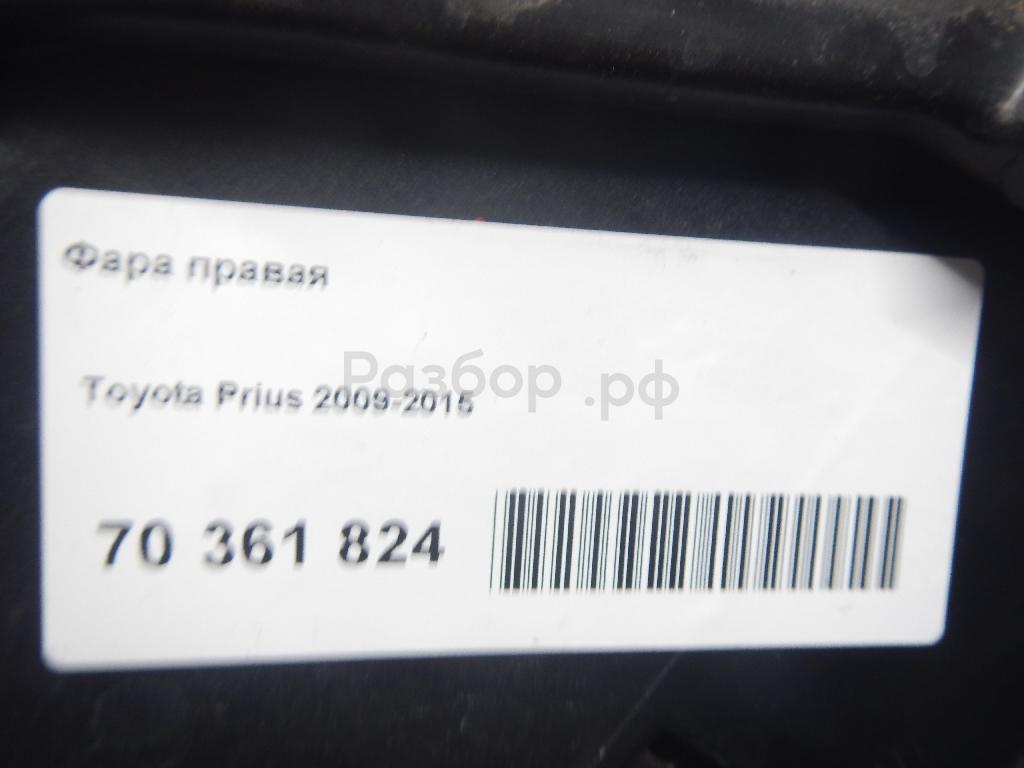 Фара правая
Разбор.рф
Toyota Prius 2009-2015
70 361 824